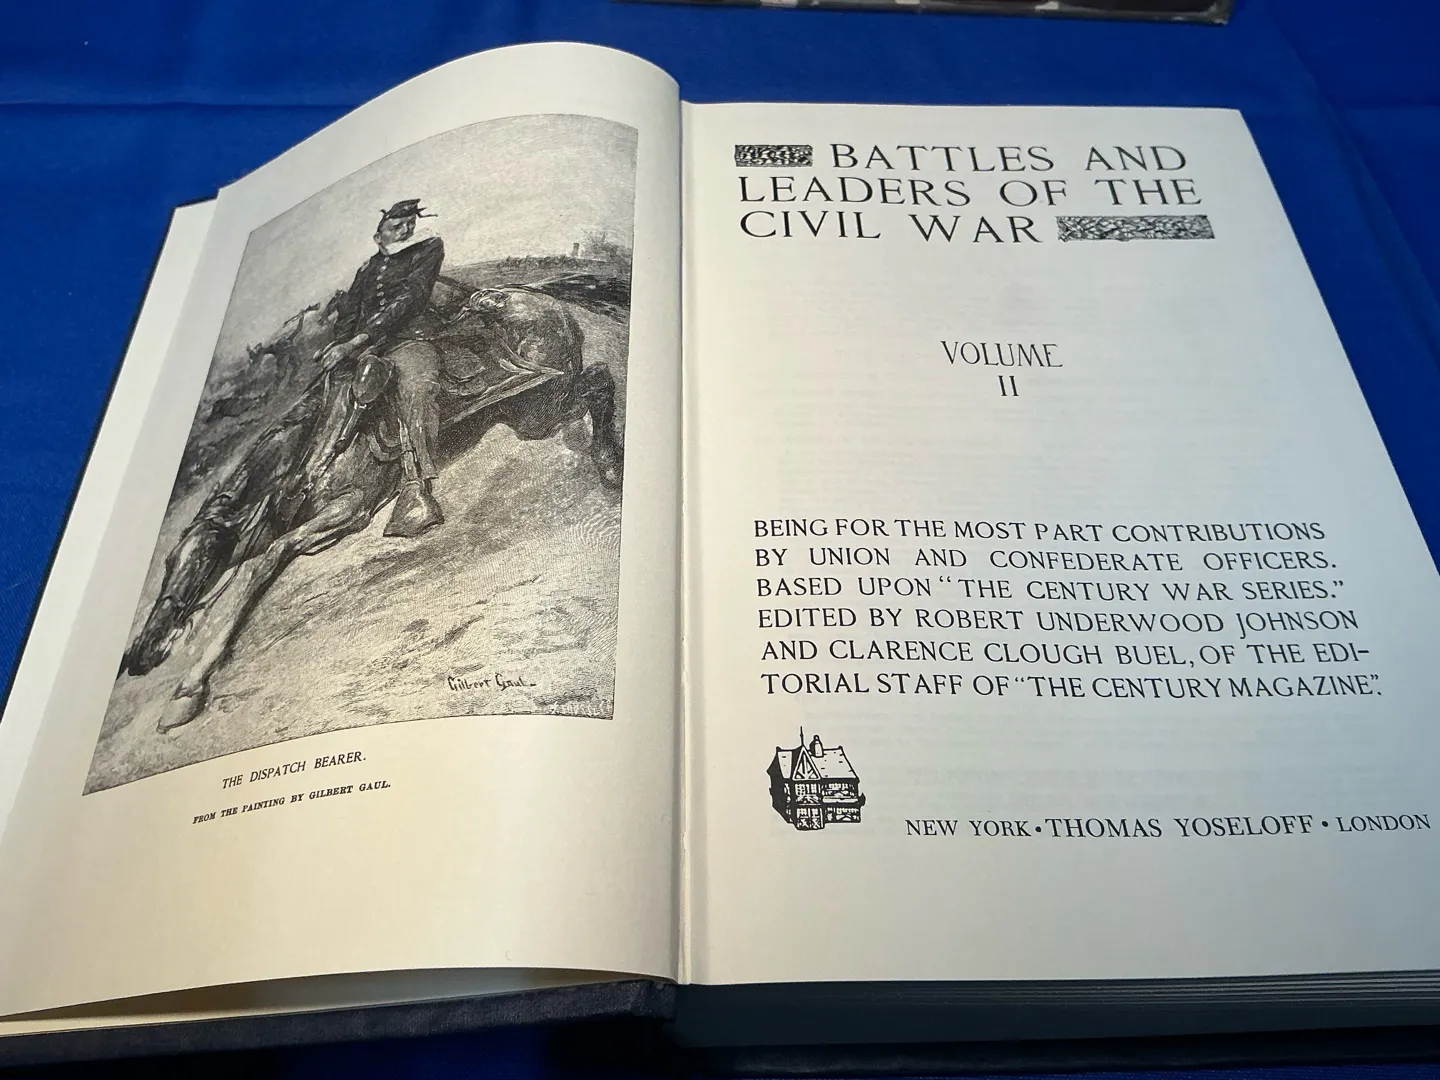 Gilbert Gaul
THE DISPATCH BEARER.
FROM THE PAINTING BY GILBERT GAUL.
BATTLES AND
LEADERS OF THE
CIVIL WAR
VOLUME
II
BEING FOR THE MOST PART CONTRIBUTIONS
BY UNION AND CONFEDERATE OFFICERS.
BASED UPON "THE CENTURY WAR SERIES."
EDITED BY ROBERT UNDERWOOD JOHNSON
AND CLARENCE CLOUGH BUEL, OF THE EDI-
TORIAL STAFF OF "THE CENTURY MAGAZINE".
NEW YORK • THOMAS YOSELOFF • LONDON